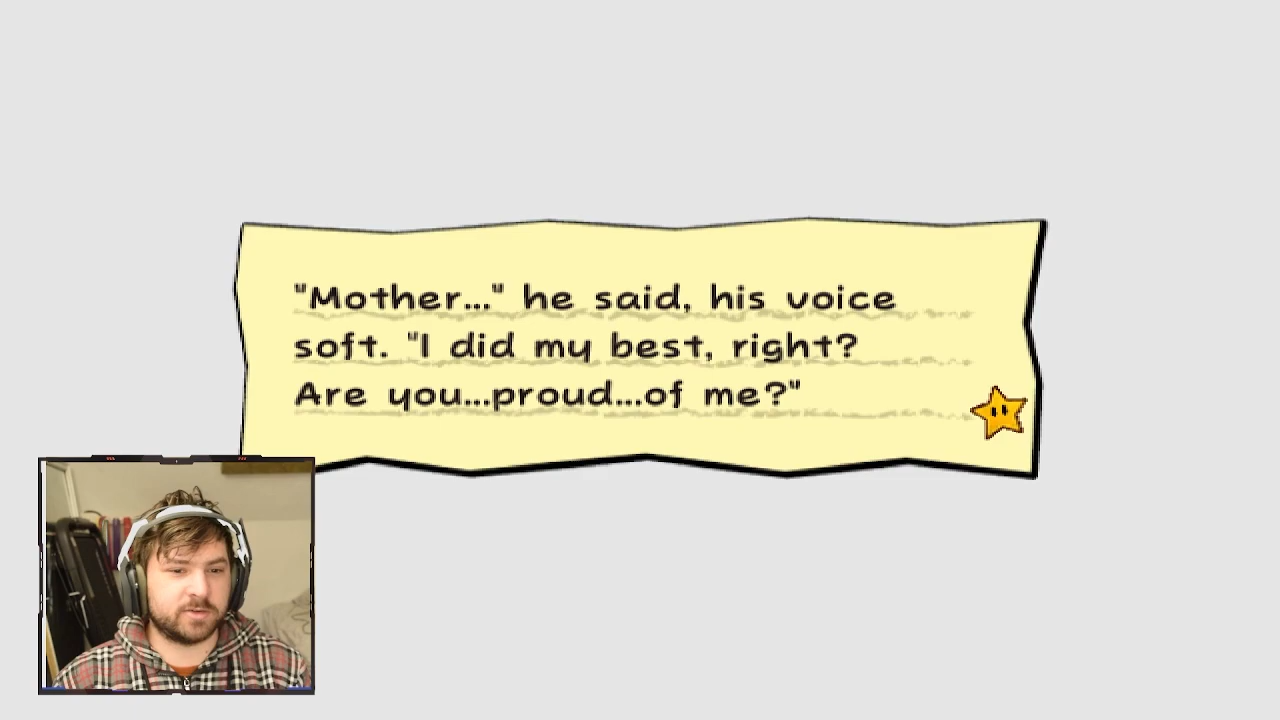 "Mother..." he said, his voice
soft. "I did my best, right?
Are you...proud...of me?"